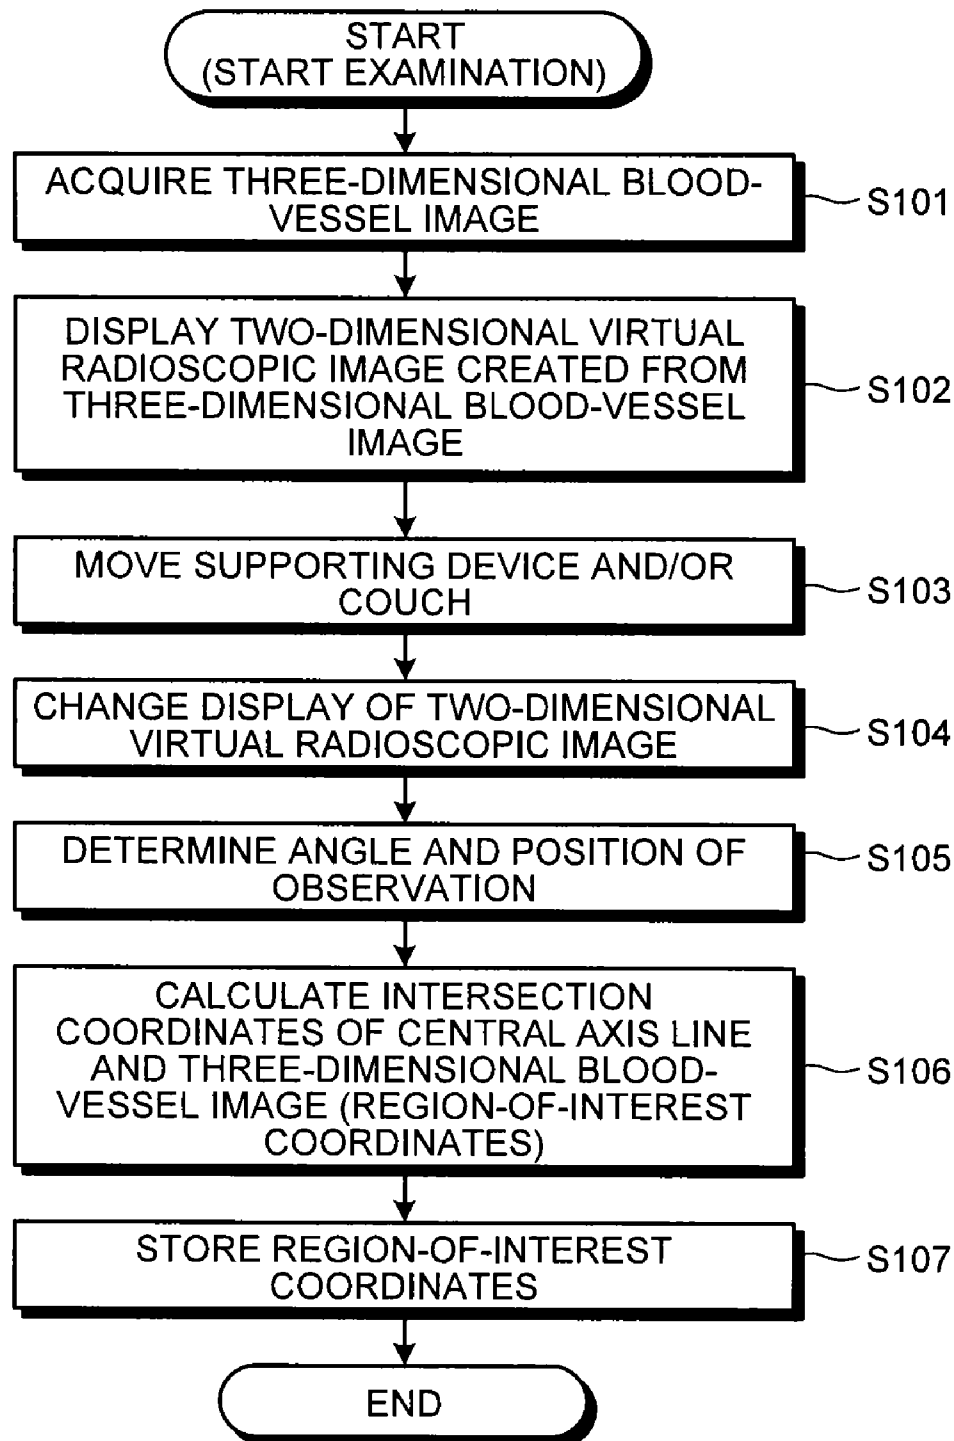 START
(START EXAMINATION)
ACQUIRE THREE-DIMENSIONAL BLOOD-
VESSEL IMAGE
S101
DISPLAY TWO-DIMENSIONAL VIRTUAL
RADIOSCOPIC IMAGE CREATED FROM
THREE-DIMENSIONAL BLOOD-VESSEL
IMAGE
S102
MOVE SUPPORTING DEVICE AND/OR
COUCH
S103
CHANGE DISPLAY OF TWO-DIMENSIONAL
VIRTUAL RADIOSCOPIC IMAGE
S104
DETERMINE ANGLE AND POSITION OF
OBSERVATION
S105
CALCULATE INTERSECTION
COORDINATES OF CENTRAL AXIS LINE
AND THREE-DIMENSIONAL BLOOD-
VESSEL IMAGE (REGION-OF-INTEREST
COORDINATES)
S106
STORE REGION-OF-INTEREST
COORDINATES
S107
END